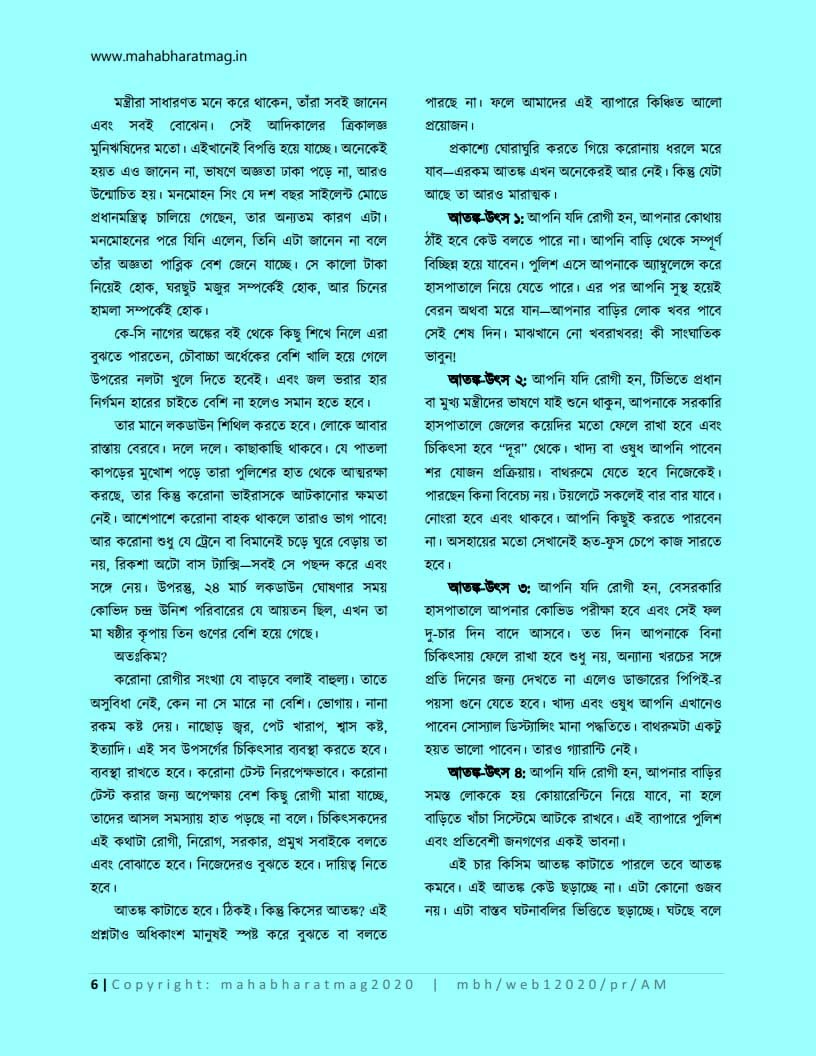 www.mahabharatmag.in
মন্ত্রীরা সাধারণত মনে করে থাকেন, তাঁরা সবই জানেন
এবং সবই বোঝেন। সেই আদিকালের ত্রিকালজ্ঞ
মুনিঋষিদের মতো। এইখানেই বিপত্তি হয়ে যাচ্ছে। অনেকেই
হয়ত এও জানেন না, ভাষণে অজ্ঞতা ঢাকা পড়ে না, আরও
উন্মোচিত হয়। মনমোহন সিং যে দশ বছর সাইলেন্ট মোডে
প্রধানমন্ত্রিত্ব চালিয়ে গেছেন, তার অন্যতম কারণ এটা।
মনমোহনের পরে যিনি এলেন, তিনি এটা জানেন না বলে
তাঁর অজ্ঞতা পাব্লিক বেশ জেনে যাচ্ছে। সে কালো টাকা
নিয়েই হোক, ঘরছুট মজুর সম্পর্কেই হোক, আর চিনের
হামলা সম্পর্কেই হোক।
কে-সি নাগের অঙ্কের বই থেকে কিছু শিখে নিলে এরা
বুঝতে পারতেন, চৌবাচ্চা অর্ধেকের বেশি খালি হয়ে গেলে
উপরের নলটা খুলে দিতে হবেই। এবং জল ভরার হার
নির্গমন হারের চাইতে বেশি না হলেও সমান হতে হবে।
তার মানে লকডাউন শিথিল করতে হবে। লোকে আবার
রাস্তায় বেরবে। দলে দলে। কাছাকাছি থাকবে। যে পাতলা
কাপড়ের মুখোশ পড়ে তারা পুলিশের হাত থেকে আত্মরক্ষা
করছে, তার কিন্তু করোনা ভাইরাসকে আটকানোর ক্ষমতা
নেই। আশেপাশে করোনা বাহক থাকলে তারাও ভাগ পাবে!
আর করোনা শুধু যে ট্রেনে বা বিমানেই চড়ে ঘুরে বেড়ায় তা
নয়, রিকশা অটো বাস ট্যাক্সি—সবই সে পছন্দ করে এবং
সঙ্গে নেয়। উপরন্তু, ২৪ মার্চ লকডাউন ঘোষণার সময়
কোভিদ চন্দ্র উনিশ পরিবারের যে আয়তন ছিল, এখন তা
মা ষষ্ঠীর কৃপায় তিন গুণের বেশি হয়ে গেছে।
অতঃকিম?
করোনা রোগীর সংখ্যা যে বাড়বে বলাই বাহুল্য। তাতে
অসুবিধা নেই, কেন না সে মারে না বেশি। ভোগায়। নানা
রকম কষ্ট দেয়। নাছোড় জ্বর, পেট খারাপ, শ্বাস কষ্ট,
ইত্যাদি। এই সব উপসর্গের চিকিৎসার ব্যবস্থা করতে হবে।
ব্যবস্থা রাখতে হবে। করোনা টেস্ট নিরপেক্ষভাবে। করোনা
টেস্ট করার জন্য অপেক্ষায় বেশ কিছু রোগী মারা যাচ্ছে,
তাদের আসল সমস্যায় হাত পড়ছে না বলে। চিকিৎসকদের
এই কথাটা রোগী, নিরোগ, সরকার, প্রমুখ সবাইকে বলতে
এবং বোঝাতে হবে। নিজেদেরও বুঝতে হবে। দায়িত্ব নিতে
হবে।
আতঙ্ক কাটাতে হবে। ঠিকই। কিন্তু কিসের আতঙ্ক? এই
প্রশ্নটাও অধিকাংশ মানুষই স্পষ্ট করে বুঝতে বা বলতে
পারছে না। ফলে আমাদের এই ব্যাপারে কিঞ্চিত আলো
প্রয়োজন।
প্রকাশ্যে ঘোরাঘুরি করতে গিয়ে করোনায় ধরলে মরে
যাব—এরকম আতঙ্ক এখন অনেকেরই আর নেই। কিন্তু যেটা
আছে তা আরও মারাত্মক।
আতঙ্ক-উৎস ১: আপনি যদি রোগী হন, আপনার কোথায়
ঠাঁই হবে কেউ বলতে পারে না। আপনি বাড়ি থেকে সম্পূর্ণ
বিচ্ছিন্ন হয়ে যাবেন। পুলিশ এসে আপনাকে অ্যাম্বুলেন্সে করে
হাসপাতালে নিয়ে যেতে পারে। এর পর আপনি সুস্থ হয়েই
বেরন অথবা মরে যান—আপনার বাড়ির লোক খবর পাবে
সেই শেষ দিন। মাঝখানে নো খবরাখবর! কী সাংঘাতিক
ভাবুন!
আতঙ্ক-উৎস ২: আপনি যদি রোগী হন, টিভিতে প্রধান
বা মুখ্য মন্ত্রীদের ভাষণে যাই শুনে থাকুন, আপনাকে সরকারি
হাসপাতালে জেলের কয়েদির মতো ফেলে রাখা হবে এবং
চিকিৎসা হবে “দূর” থেকে। খাদ্য বা ওষুধ আপনি পাবেন
শর যোজন প্রক্রিয়ায়। বাথরুমে যেতে হবে নিজেকেই।
পারছেন কিনা বিবেচ্য নয়। টয়লেটে সকলেই বার বার যাবে।
নোংরা হবে এবং থাকবে। আপনি কিছুই করতে পারবেন
না। অসহায়ের মতো সেখানেই হৃত-ফুস চেপে কাজ সারতে
হবে।
আতঙ্ক-উৎস ৩: আপনি যদি রোগী হন, বেসরকারি
হাসপাতালে আপনার কোভিড পরীক্ষা হবে এবং সেই ফল
দু-চার দিন বাদে আসবে। তত দিন আপনাকে বিনা
চিকিৎসায় ফেলে রাখা হবে শুধু নয়, অন্যান্য খরচের সঙ্গে
প্রতি দিনের জন্য দেখতে না এলেও ডাক্তারের পিপিই-র
পয়সা গুনে যেতে হবে। খাদ্য এবং ওষুধ আপনি এখানেও
পাবেন সোস্যাল ডিস্ট্যান্সিং মানা পদ্ধতিতে। বাথরুমটা একটু
হয়ত ভালো পাবেন। তারও গ্যারান্টি নেই।
আতঙ্ক-উৎস ৪: আপনি যদি রোগী হন, আপনার বাড়ির
সমস্ত লোককে হয় কোয়ারেন্টিনে নিয়ে যাবে, না হলে
বাড়িতে খাঁচা সিস্টেমে আটকে রাখবে। এই ব্যাপারে পুলিশ
এবং প্রতিবেশী জনগণের একই ভাবনা।
এই চার কিসিম আতঙ্ক কাটাতে পারলে তবে আতঙ্ক
কমবে। এই আতঙ্ক কেউ ছড়াচ্ছে না। এটা কোনো গুজব
নয়। এটা বাস্তব ঘটনাবলির ভিত্তিতে ছড়াচ্ছে। ঘটছে বলে
6 | Copyright: mahabharatmag2020 | mbh/web12020/pr/AM